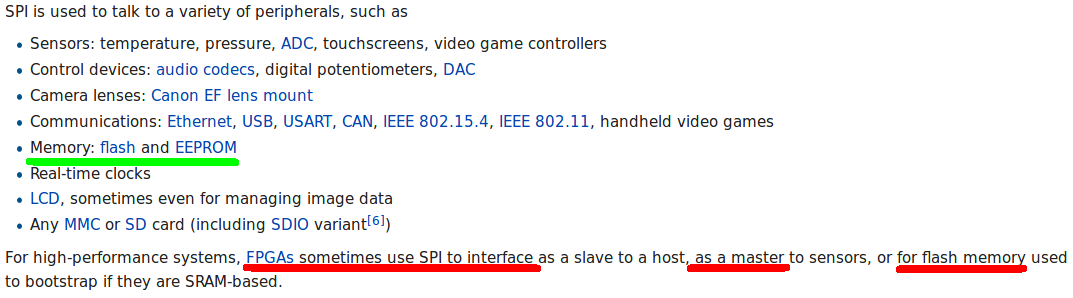 SPI is used to talk to a variety of peripherals, such as
• Sensors: temperature, pressure, ADC, touchscreens, video game controllers
• Control devices: audio codecs, digital potentiometers, DAC
• Camera lenses: Canon EF lens mount
• Communications: Ethernet, USB, USART, CAN, IEEE 802.15.4, IEEE 802.11, handheld video games
• Memory: flash and EEPROM
• Real-time clocks
• LCD, sometimes even for managing image data
• Any MMC or SD card (including SDIO variant[6])
For high-performance systems, FPGAs sometimes use SPI to interface as a slave to a host, as a master to sensors, or for flash memory used
to bootstrap if they are SRAM-based.